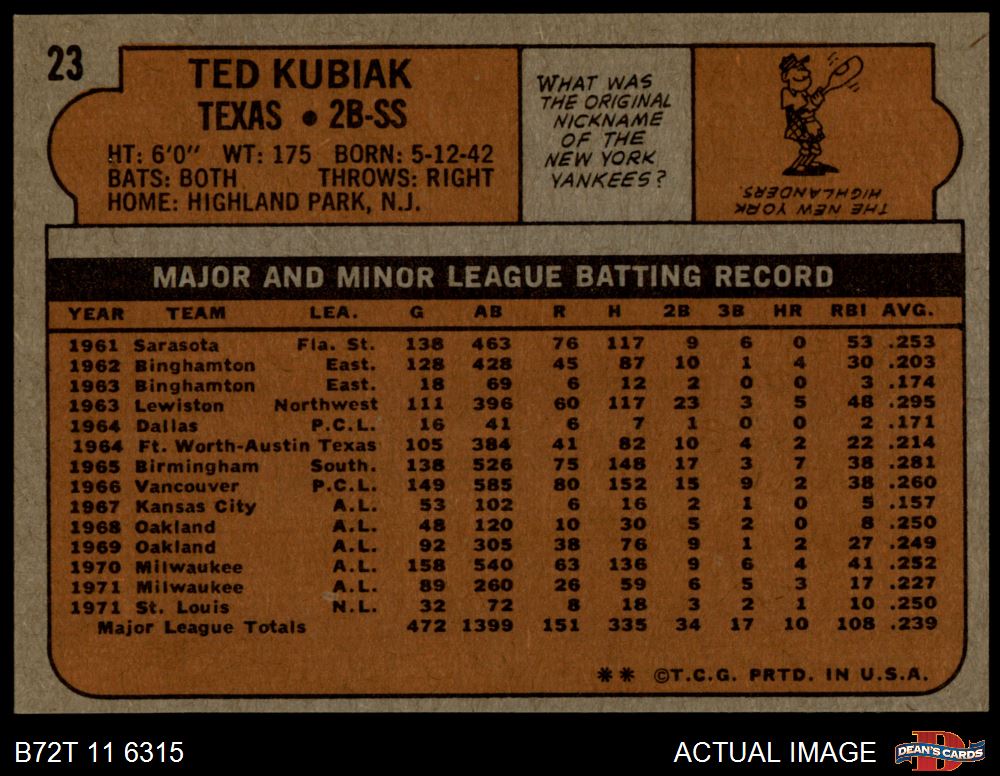 23
TED KUBIAK
TEXAS • 2B-SS
HT: 6'0" WT: 175 BORN: 5-12-42
BATS: BOTH THROWS: RIGHT
HOME: HIGHLAND PARK, N.J.
WHAT WAS
THE ORIGINAL
NICKNAME
OF THE
NEW YORK
YANKEES?
THE NEW YORK
HIGHLANDERS.
MAJOR AND MINOR LEAGUE BATTING RECORD
YEAR TEAM LEA. G AB R H 2B 3B HR RBI AVG.
1961 Sarasota Fla. St. 138 463 76 117 9 6 0 53 .253
1962 Binghamton East. 128 428 45 87 10 1 4 30 .203
1963 Binghamton East. 18 69 6 12 2 0 0 3 .174
1963 Lewiston Northwest 111 396 60 117 23 3 5 48 .295
1964 Dallas P.C.L. 16 41 6 7 1 0 0 2 .171
1964 Ft. Worth-Austin Texas 105 384 41 82 10 4 2 22 .214
1965 Birmingham South. 138 526 75 148 17 3 7 38 .281
1966 Vancouver P.C.L. 149 585 80 152 15 9 2 38 .260
1967 Kansas City A.L. 53 102 6 16 2 1 0 5 .157
1968 Oakland A.L. 48 120 10 30 5 2 0 8 .250
1969 Oakland A.L. 92 305 38 76 9 1 2 27 .249
1970 Milwaukee A.L. 158 540 63 136 9 6 4 41 .252
1971 Milwaukee A.L. 89 260 26 59 6 5 3 17 .227
1971 St. Louis N.L. 32 72 8 18 3 2 1 10 .250
Major League Totals 472 1399 151 335 34 17 10 108 .239
** ©T.C.G. PRTD. IN U.S.A.
B72T 11 6315
ACTUAL IMAGE
DEAN'S CARDS